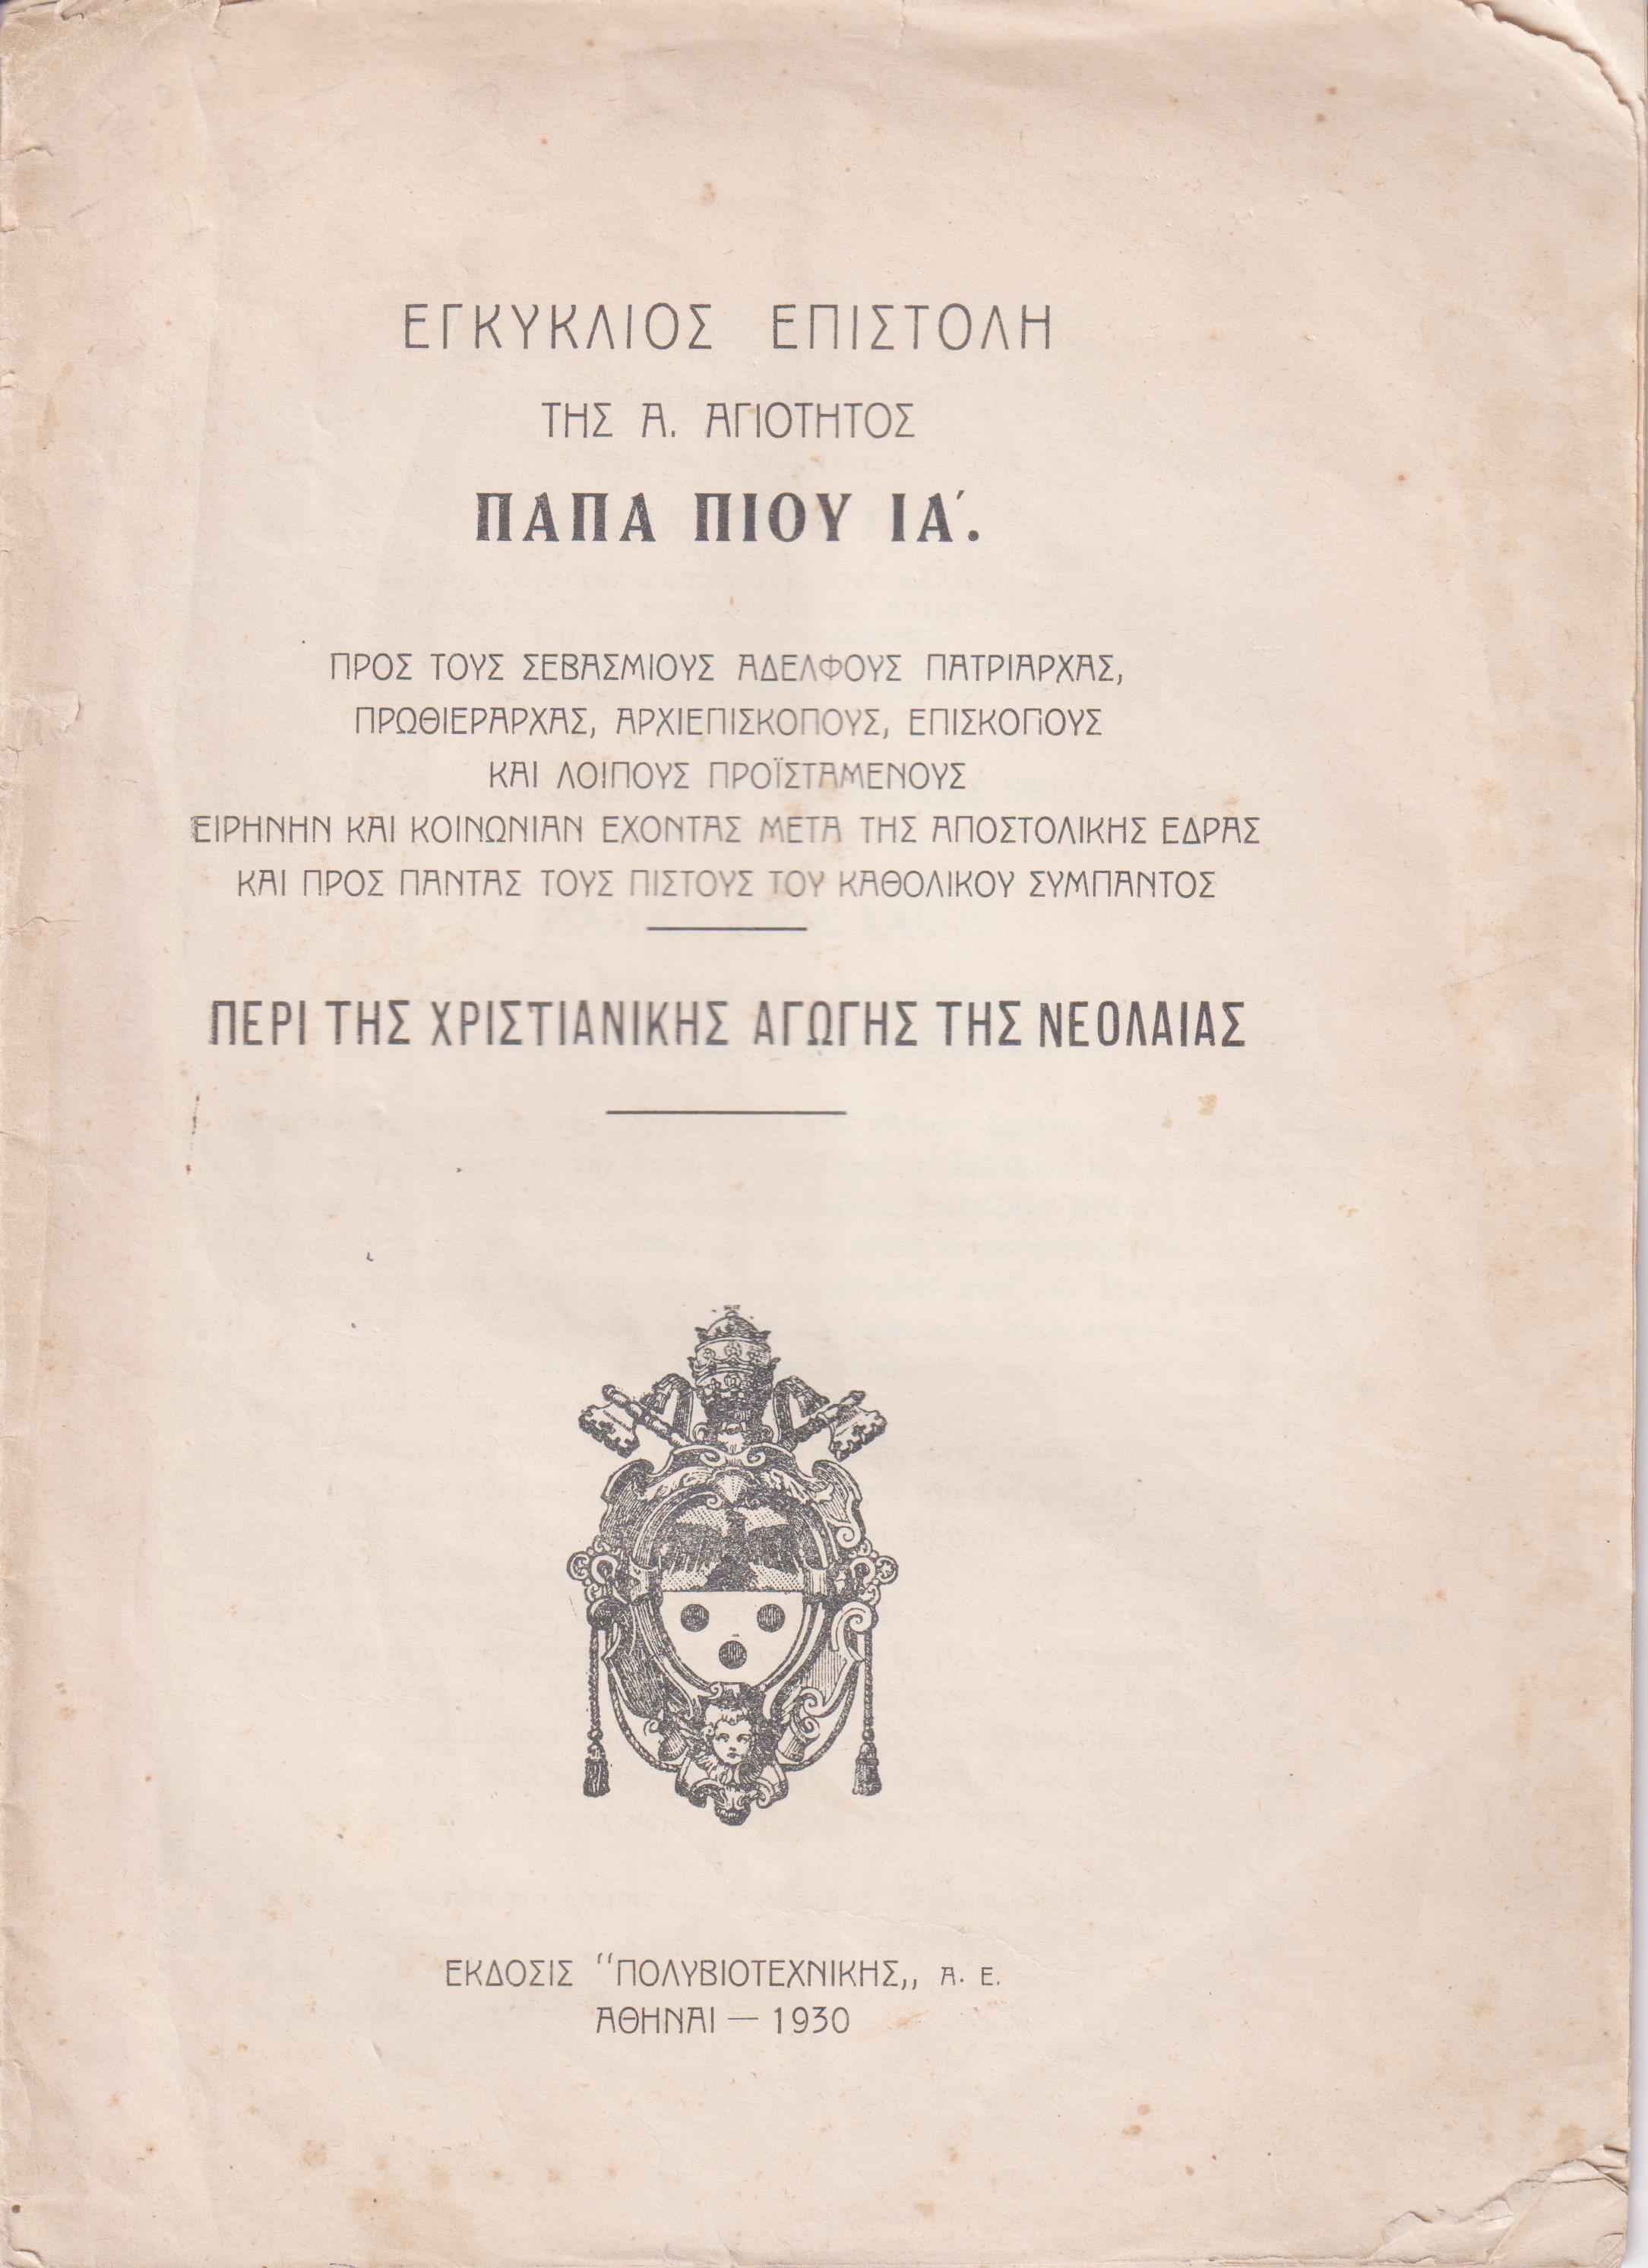 ΕΓΚΥΚΛΙΟΣ ΕΠΙΣΤΟΛΗ
ΤΗΣ Α. ΑΓΙΟΤΗΤΟΣ
ΠΑΠΑ ΠΙΟΥ ΙΑ΄.
ΠΡΟΣ ΤΟΥΣ ΣΕΒΑΣΜΙΟΥΣ ΑΔΕΛΦΟΥΣ ΠΑΤΡΙΑΡΧΑΣ,
ΠΡΩΘΙΕΡΑΡΧΑΣ, ΑΡΧΙΕΠΙΣΚΟΠΟΥΣ, ΕΠΙΣΚΟΠΟΥΣ
ΚΑΙ ΛΟΙΠΟΥΣ ΠΡΟΪΣΤΑΜΕΝΟΥΣ
ΕΙΡΗΝΗΝ ΚΑΙ ΚΟΙΝΩΝΙΑΝ ΕΧΟΝΤΑΣ ΜΕΤΑ ΤΗΣ ΑΠΟΣΤΟΛΙΚΗΣ ΕΔΡΑΣ
ΚΑΙ ΠΡΟΣ ΠΑΝΤΑΣ ΤΟΥΣ ΠΙΣΤΟΥΣ ΤΟΥ ΚΑΘΟΛΙΚΟΥ ΣΥΜΠΑΝΤΟΣ
ΠΕΡΙ ΤΗΣ ΧΡΙΣΤΙΑΝΙΚΗΣ ΑΓΩΓΗΣ ΤΗΣ ΝΕΟΛΑΙΑΣ
ΕΚΔΟΣΙΣ "ΠΟΛΥΒΙΟΤΕΧΝΙΚΗΣ,, Α. Ε.
ΑΘΗΝΑΙ — 1930